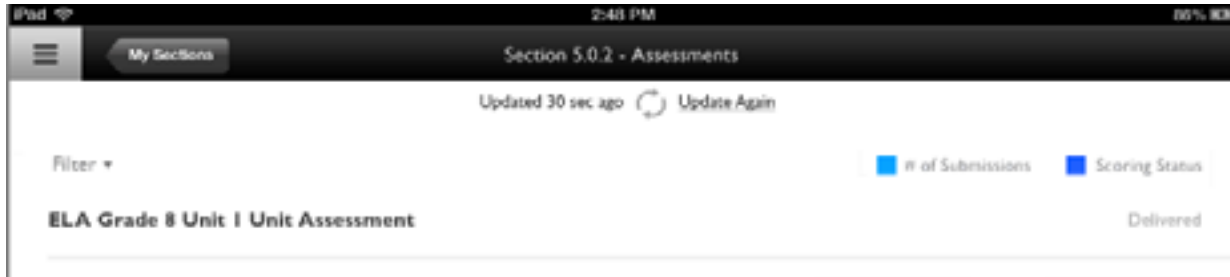 iPad 2:48 PM 86%
My Sections Section 5.0.2 - Assessments
Updated 30 sec ago Update Again
Filter # of Submissions Scoring Status
ELA Grade 8 Unit 1 Unit Assessment Delivered